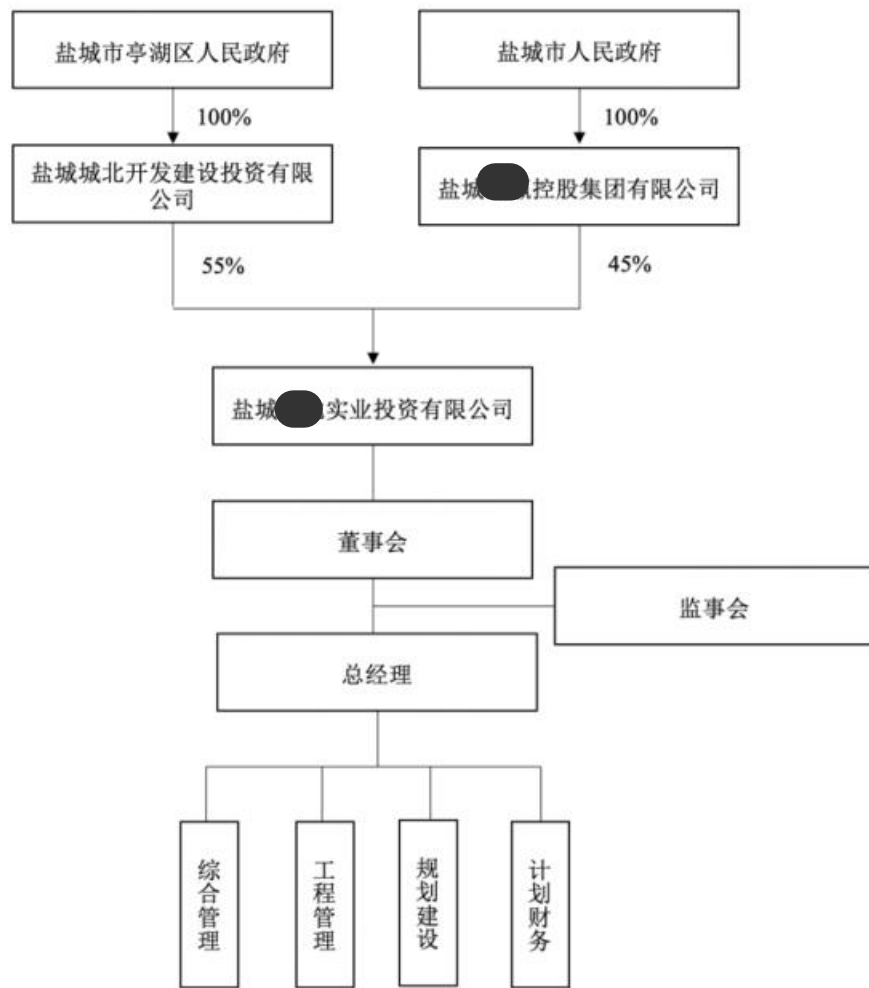 盐城市亭湖区人民政府
盐城市人民政府
100%
100%
盐城城北开发建设投资有限
公司
盐城 控股集团有限公司
55%
45%
盐城 实业投资有限公司
董事会
监事会
总经理
综合管理
工程管理
规划建设
计划财务